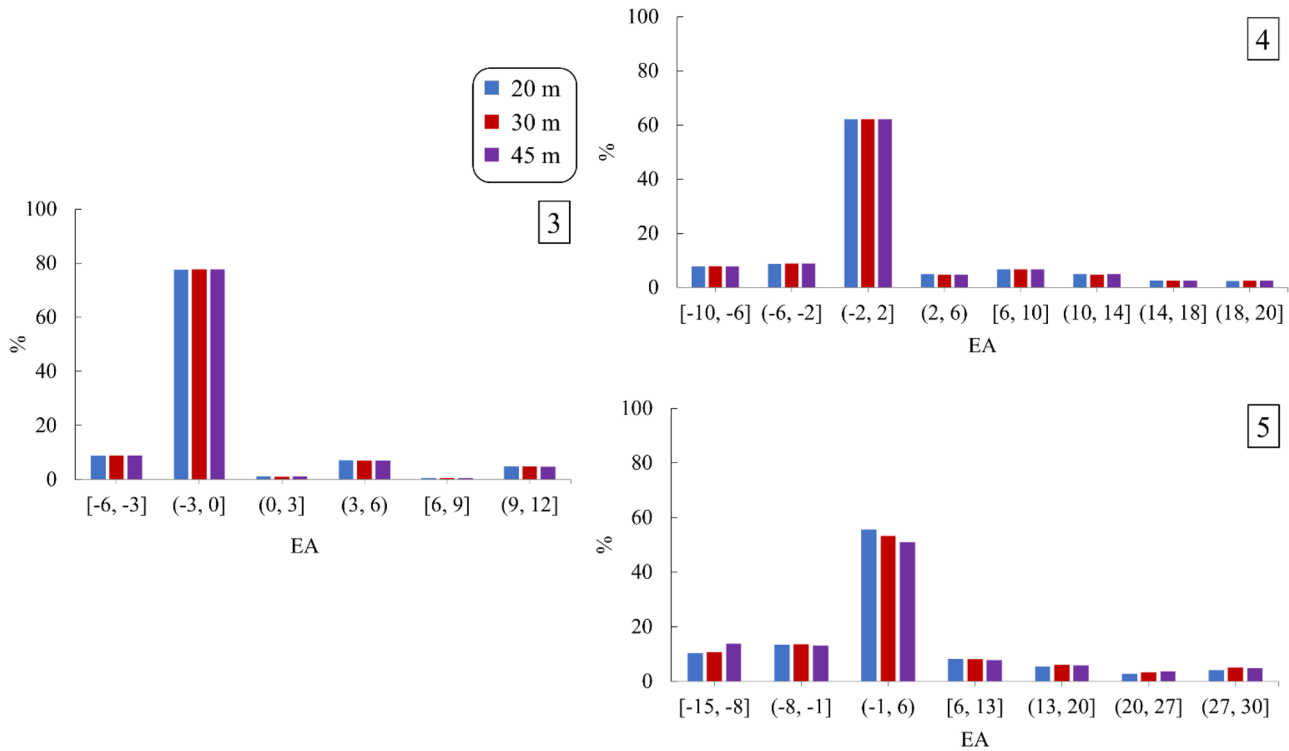 20 m
30 m
45 m
3
100
80
60
40
20
0
%
[-6, -3] (-3, 0] (0, 3] (3, 6) [6, 9] (9, 12]
EA
4
100
80
60
40
20
0
%
[-10, -6] (-6, -2] (-2, 2] (2, 6) [6, 10] (10, 14] (14, 18] (18, 20]
EA
5
100
80
60
40
20
0
%
[-15, -8] (-8, -1] (-1, 6) [6, 13] (13, 20] (20, 27] (27, 30]
EA